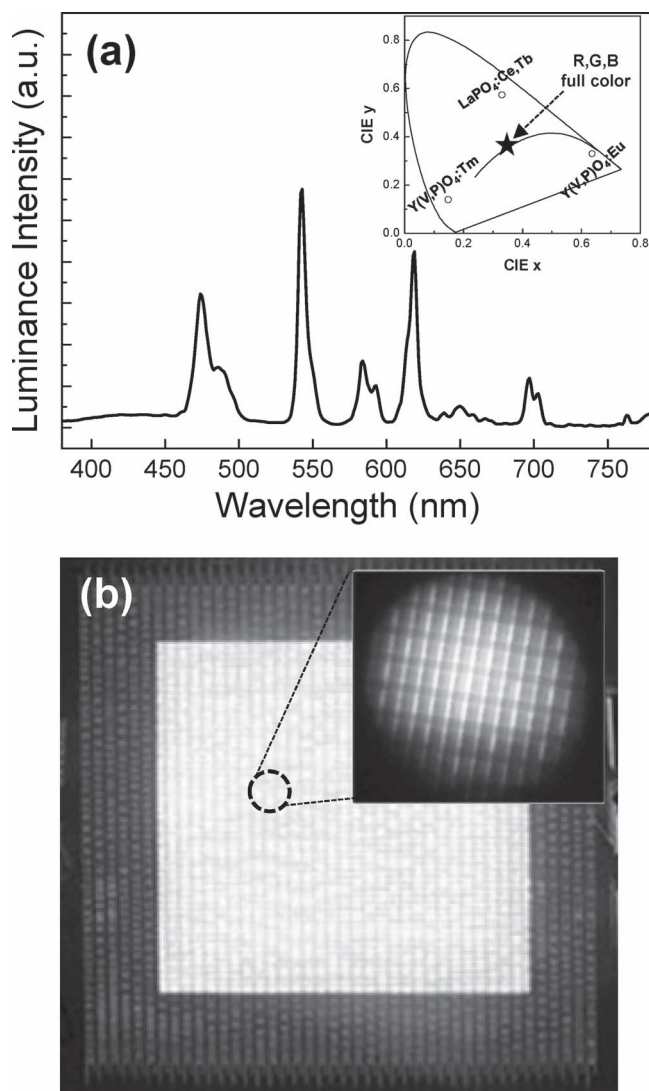 (a)
Luminance Intensity (a.u.)
Wavelength (nm)
400 450 500 550 600 650 700 750
CIE y
CIE x
0.8
0.6
0.4
0.2
0.0
0.0 0.2 0.4 0.6 0.8
LaPO₄:Ce,Tb
R,G,B
full color
Y(V,P)O₄:Tm
Y(V,P)O₄:Eu
(b)